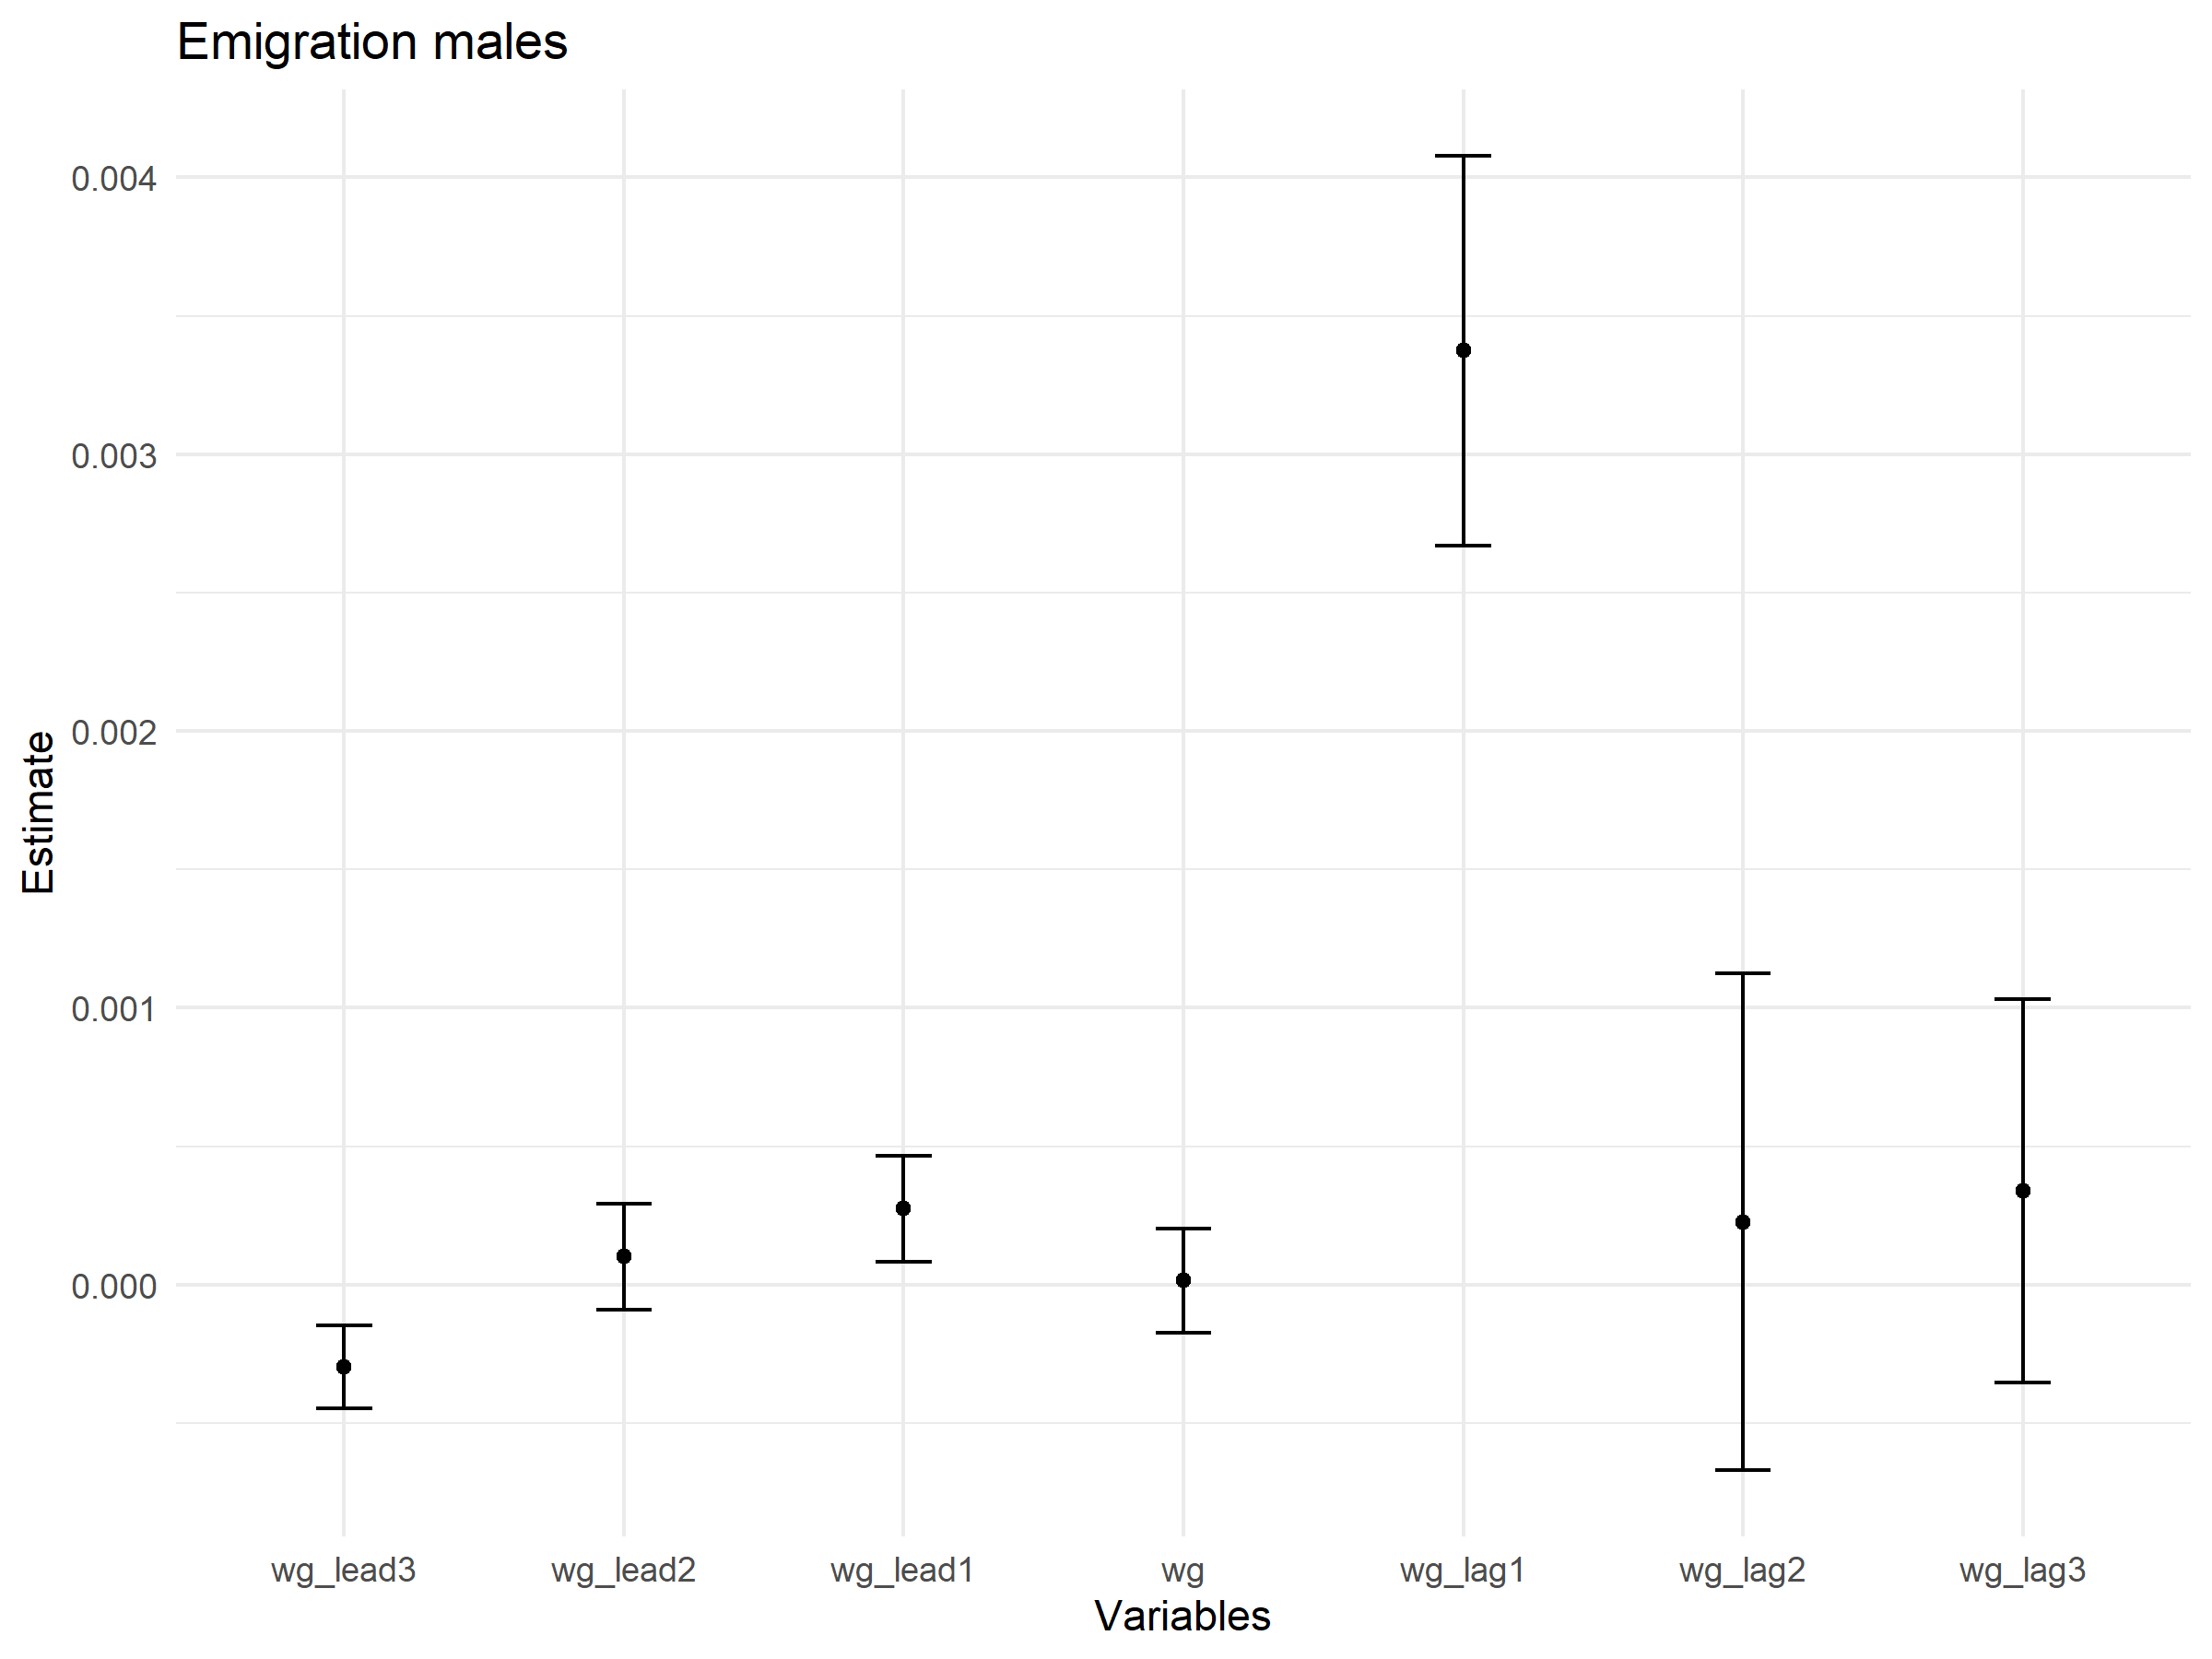 Emigration males
0.004
0.003
0.002
0.001
0.000
Estimate
wg_lead3 wg_lead2 wg_lead1 wg wg_lag1 wg_lag2 wg_lag3
Variables